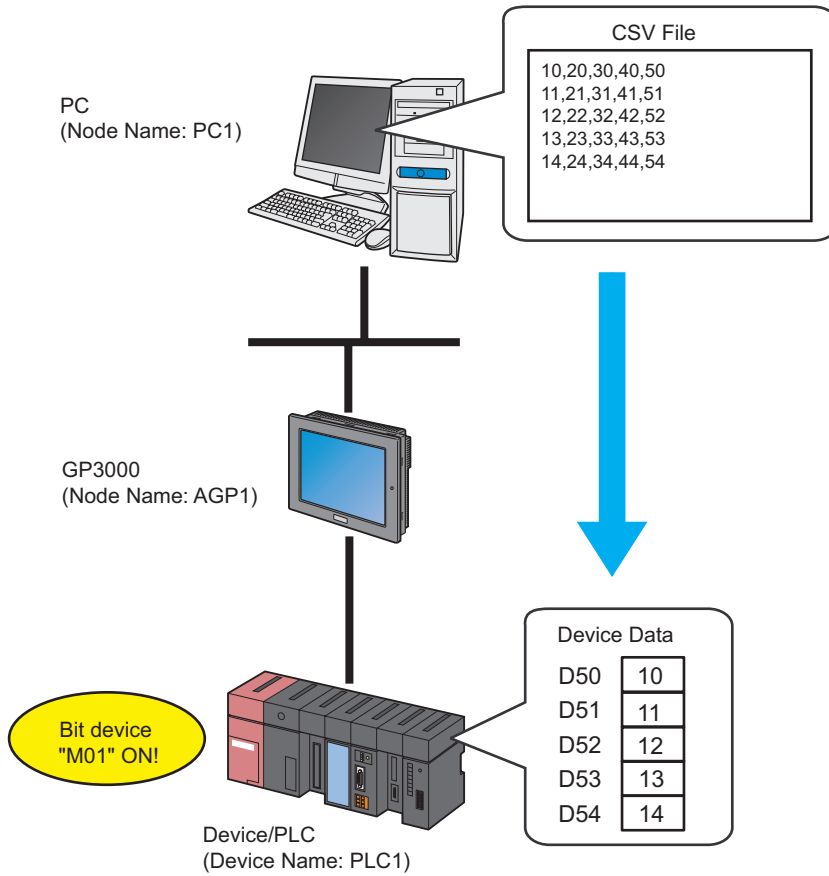 CSV File
10,20,30,40,50
11,21,31,41,51
12,22,32,42,52
13,23,33,43,53
14,24,34,44,54
PC
(Node Name: PC1)
GP3000
(Node Name: AGP1)
Bit device
"M01" ON!
Device/PLC
(Device Name: PLC1)
Device Data
D50 10
D51 11
D52 12
D53 13
D54 14